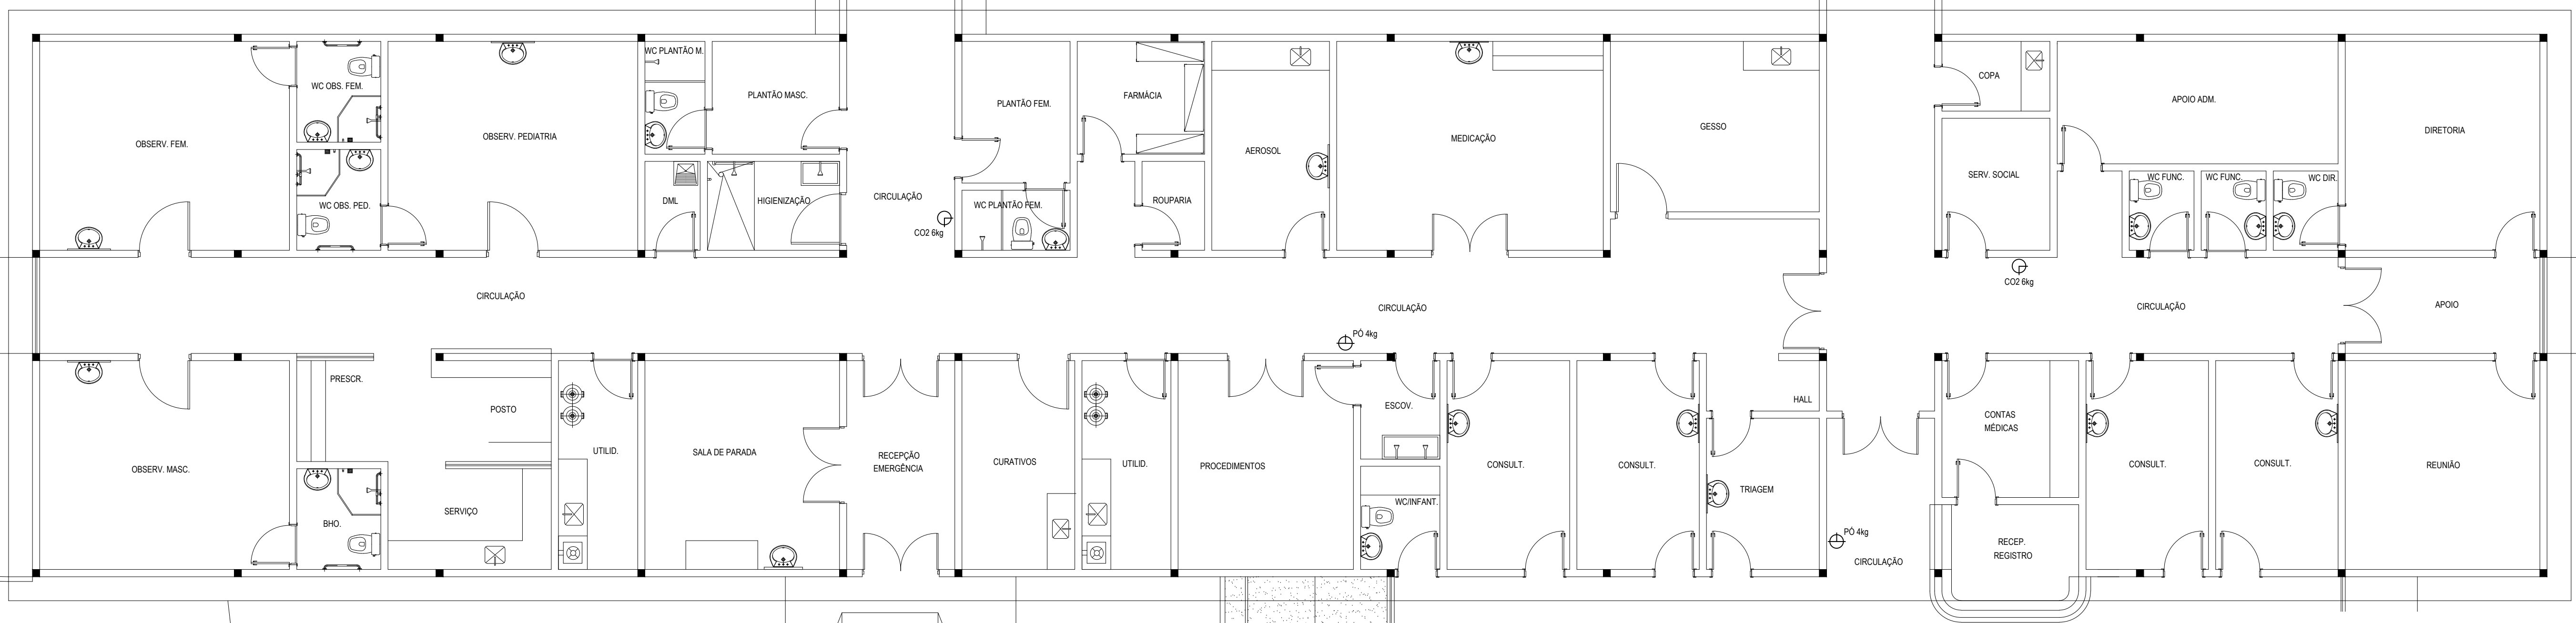 WC PLANTÃO M.
COPA
WC OBS. FEM.
PLANTÃO MASC.
PLANTÃO FEM.
FARMÁCIA
APOIO ADM.
OBSERV. FEM.
OBSERV. PEDIATRIA
AEROSOL
MEDICAÇÃO
GESSO
DIRETORIA
SERV. SOCIAL
WC FUNC.
WC FUNC.
WC DIR.
WC OBS. PED.
DML
HIGIENIZAÇÃO
CIRCULAÇÃO
WC PLANTÃO FEM.
ROUPARIA
CO2 6kg
CO2 6kg
CIRCULAÇÃO
CIRCULAÇÃO
CIRCULAÇÃO
APOIO
PÓ 4kg
PRESCR.
POSTO
ESCOV.
HALL
CONTAS
MÉDICAS
OBSERV. MASC.
UTILID.
SALA DE PARADA
RECEPÇÃO
EMERGÊNCIA
CURATIVOS
UTILID.
PROCEDIMENTOS
CONSULT.
CONSULT.
CONSULT.
CONSULT.
REUNIÃO
TRIAGEM
WC/INFANT.
SERVIÇO
BHO.
PÓ 4kg
CIRCULAÇÃO
RECEP.
REGISTRO